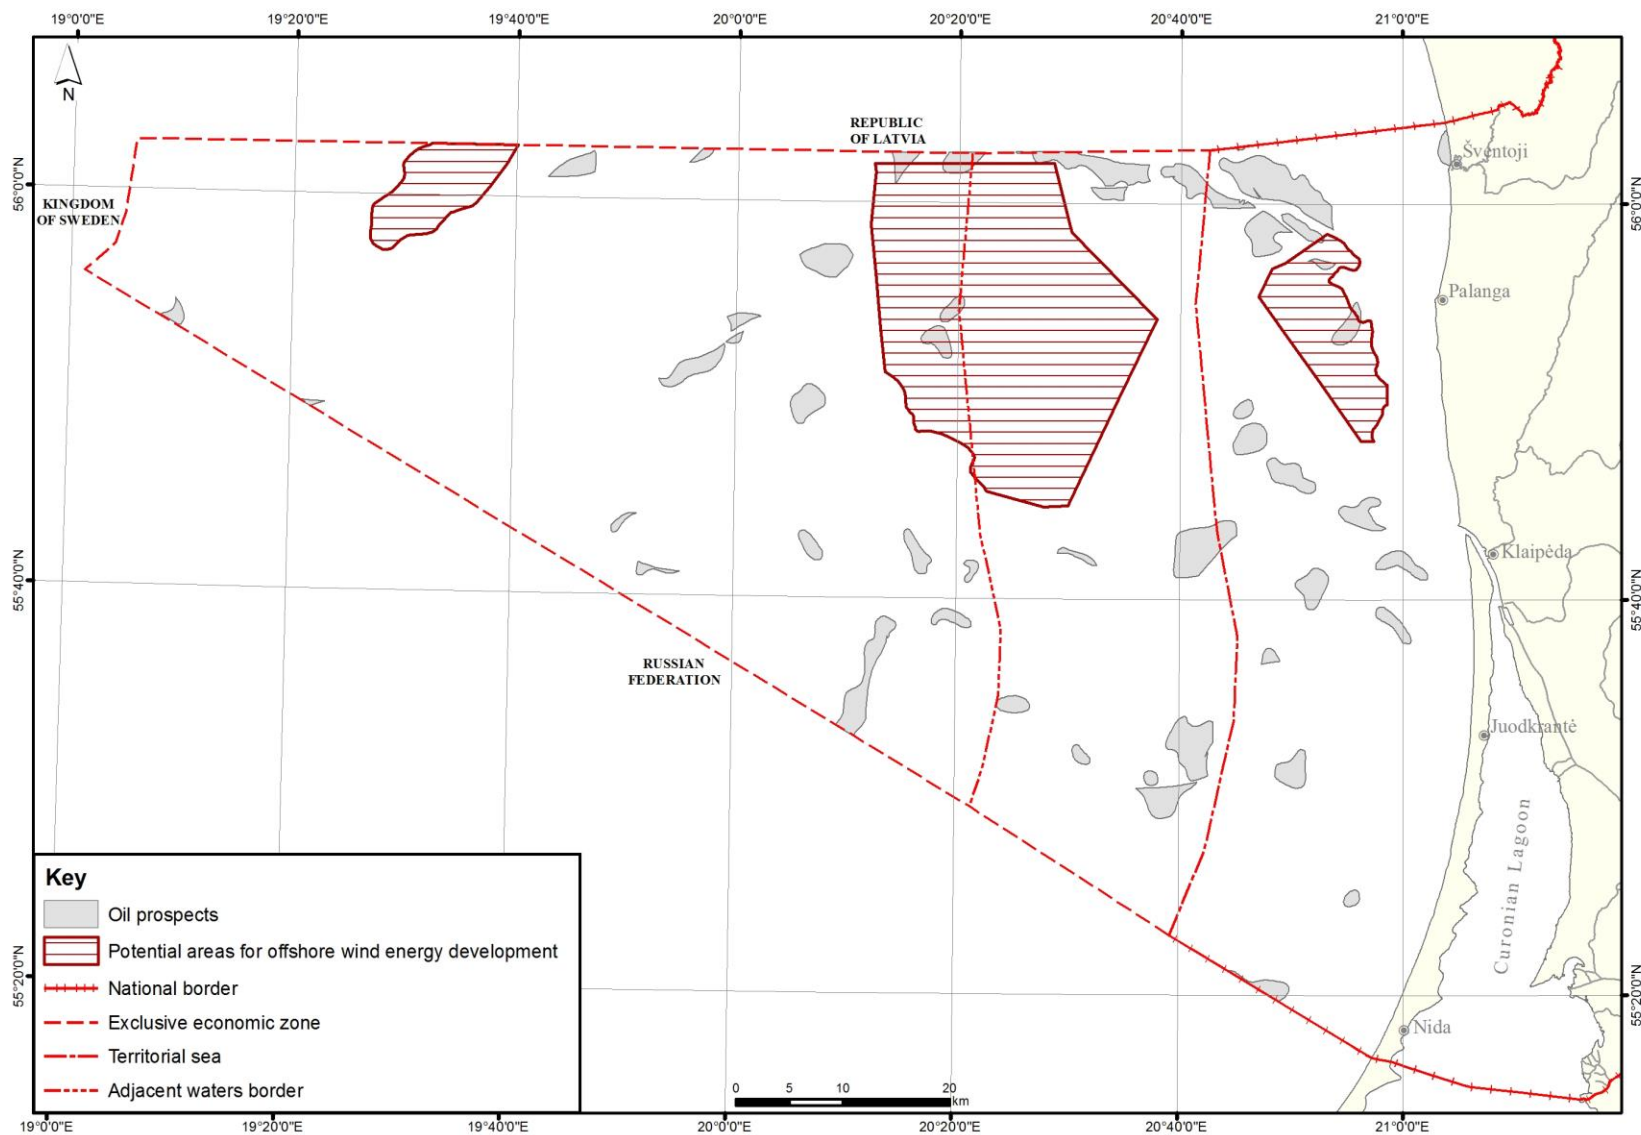 19°0'0"E 19°20'0"E 19°40'0"E 20°0'0"E 20°20'0"E 20°40'0"E 21°0'0"E
N
REPUBLIC
OF LATVIA
Šventoji
56°0'0"N
56°0'0"N
KINGDOM
OF SWEDEN
Palanga
Klaipėda
55°40'0"N
55°40'0"N
RUSSIAN
FEDERATION
Juodkrantė
Curonian Lagoon
Key
Oil prospects
Potential areas for offshore wind energy development
National border
Exclusive economic zone
Territorial sea
Adjacent waters border
55°20'0"N
55°20'0"N
Nida
0 5 10 20
km
19°0'0"E 19°20'0"E 19°40'0"E 20°0'0"E 20°20'0"E 20°40'0"E 21°0'0"E